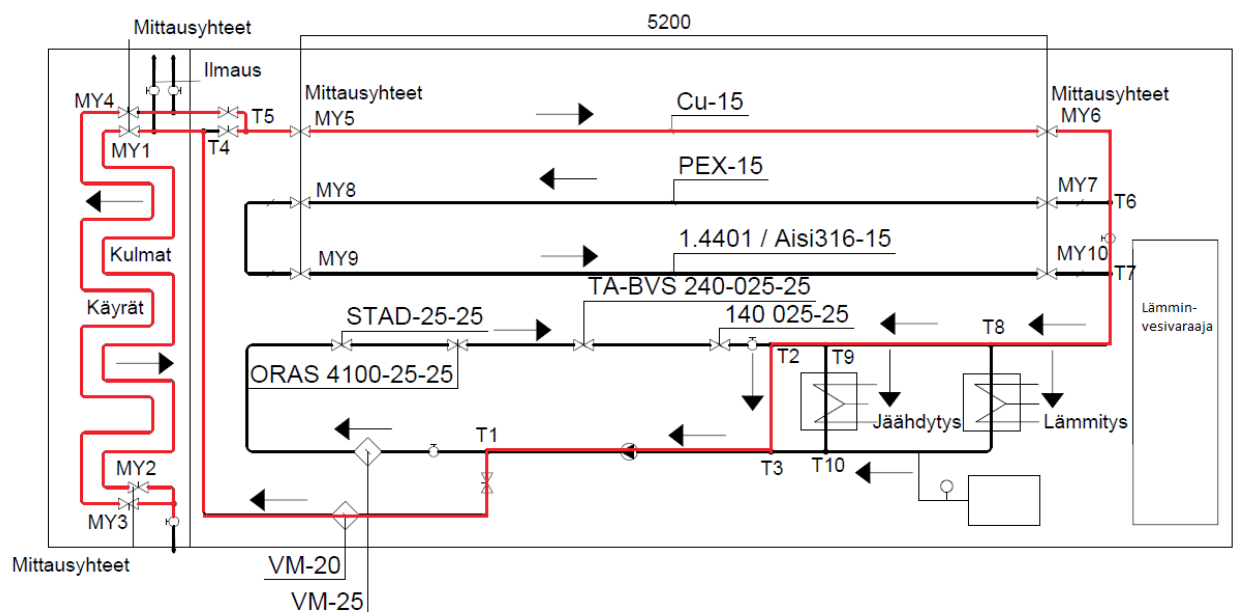 Mittausyhteet
5200
Ilmaus
MY4
Mittausyhteet
Cu-15
Mittausyhteet
T5
MY5
MY6
MY1
T4
PEX-15
MY8
MY7
T6
Kulmat
1.4401 / Aisi316-15
MY9
MY10
T7
TA-BVS 240-025-25
Käyrät
STAD-25-25
140 025-25
T8
Lämmin-
vesivaraaja
T2
T9
ORAS 4100-25-25
Jäähdytys
Lämmitys
T1
T3
T10
MY2
MY3
Mittausyhteet
VM-20
VM-25